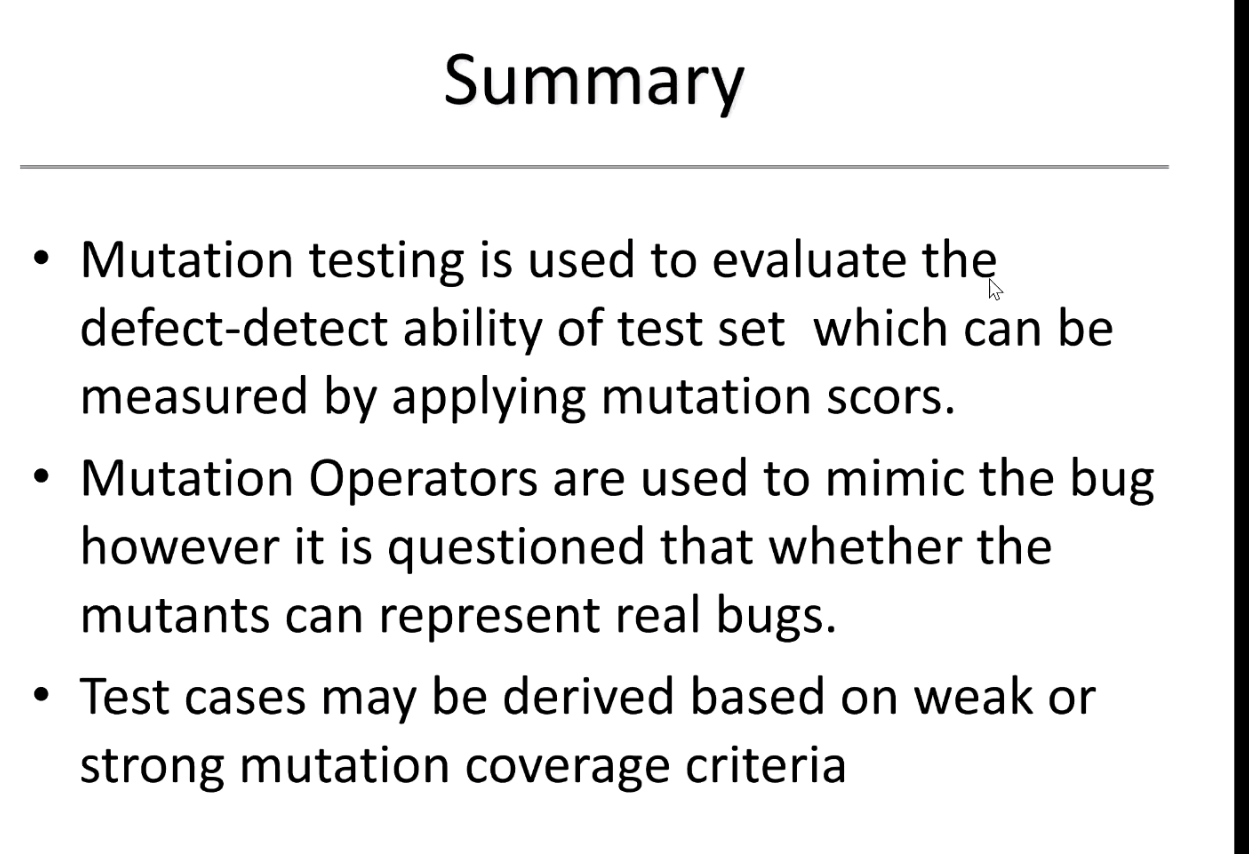 Summary
• Mutation testing is used to evaluate the
defect-detect ability of test set  which can be
measured by applying mutation scors.
• Mutation Operators are used to mimic the bug
however it is questioned that whether the
mutants can represent real bugs.
• Test cases may be derived based on weak or
strong mutation coverage criteria